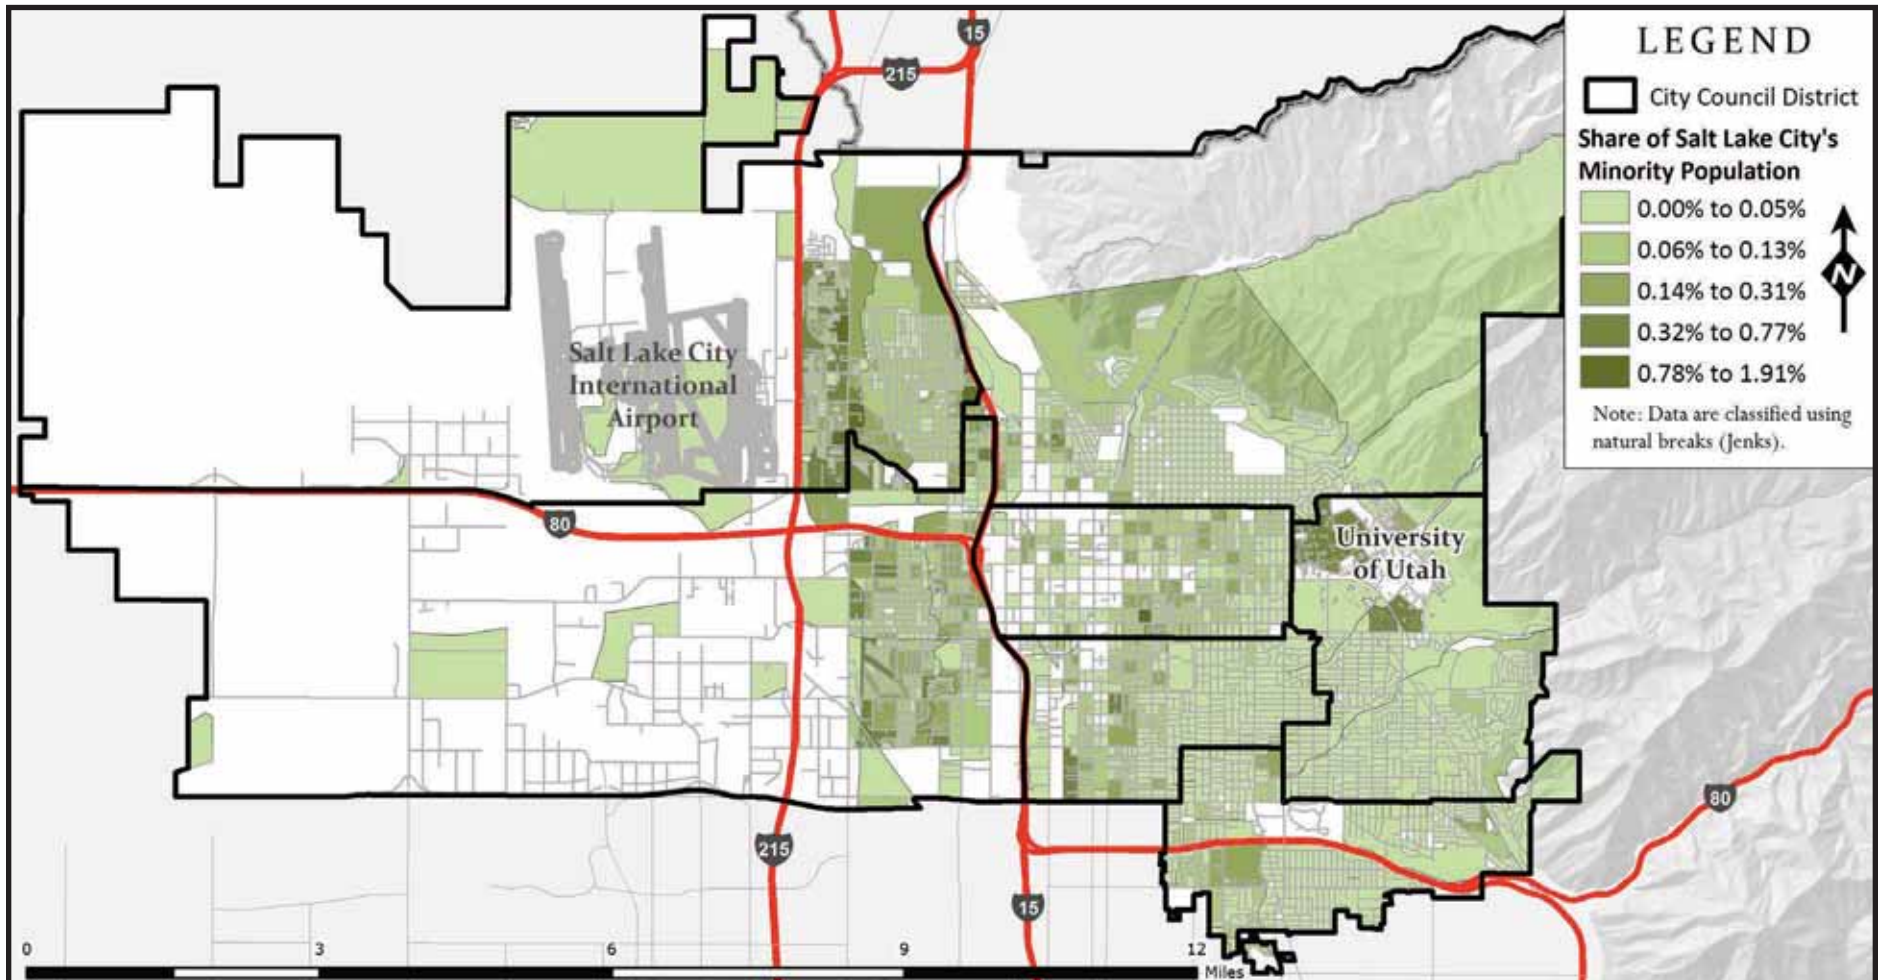 15
215
LEGEND
City Council District
Share of Salt Lake City's
Minority Population
0.00% to 0.05%
0.06% to 0.13%
0.14% to 0.31%
0.32% to 0.77%
0.78% to 1.91%
N
Note: Data are classified using
natural breaks (Jenks).
Salt Lake City
International
Airport
80
University
of Utah
80
215
15
0 3 6 9 12
Miles